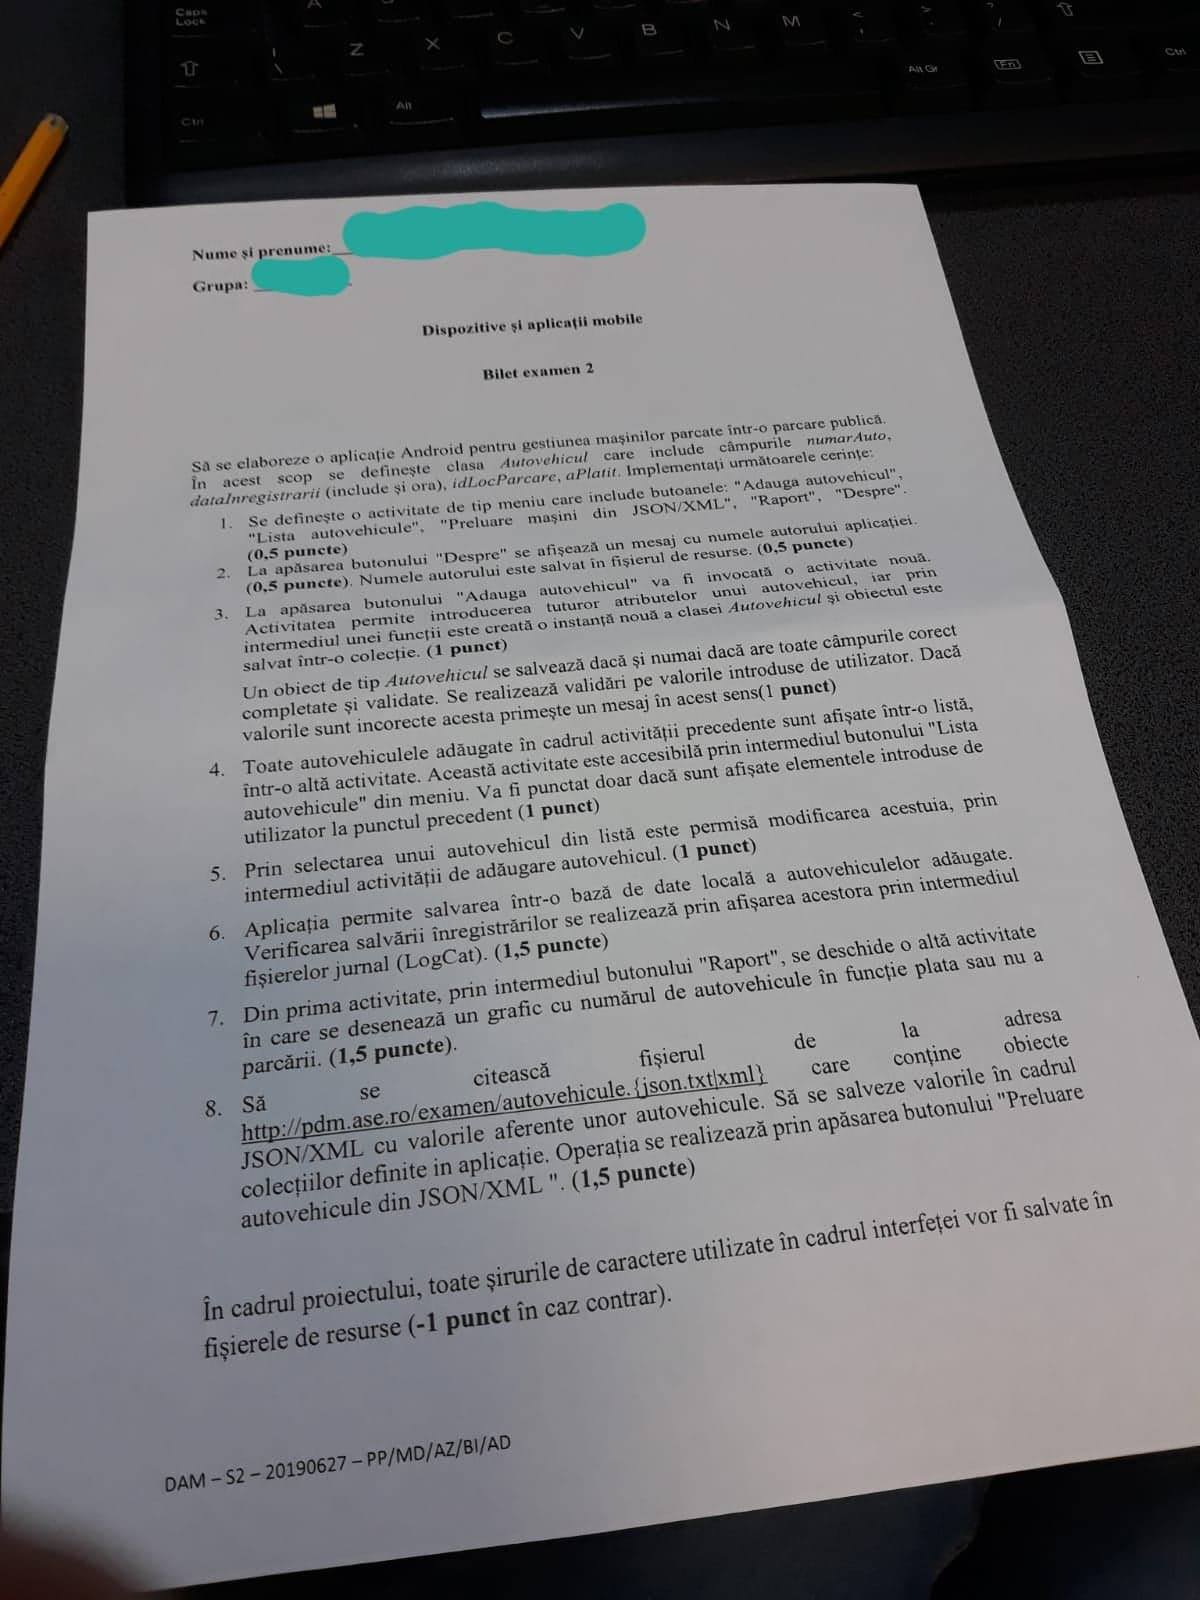 Caps
Lock
A
Z X C V B N M < > ? ⇧
\ , . /
⇧
Alt Gr Fn Ctrl
Ctrl Alt
Nume și prenume:
Grupa:
Dispozitive și aplicații mobile
Bilet examen 2
Să se elaboreze o aplicație Android pentru gestiunea mașinilor parcate într-o parcare publică.
În acest scop se definește clasa Autovehicul care include câmpurile numarAuto,
dataInregistrarii (include și ora), idLocParcare, aPlatit. Implementați următoarele cerințe:
1. Se definește o activitate de tip meniu care include butoanele: "Adauga autovehicul",
"Lista autovehicule", "Preluare mașini din JSON/XML", "Raport", "Despre".
(0,5 puncte)
2. La apăsarea butonului "Despre" se afișează un mesaj cu numele autorului aplicației.
(0,5 puncte). Numele autorului este salvat în fișierul de resurse. (0,5 puncte)
3. La apăsarea butonului "Adauga autovehicul" va fi invocată o activitate nouă.
Activitatea permite introducerea tuturor atributelor unui autovehicul, iar prin
intermediul unei funcții este creată o instanță nouă a clasei Autovehicul și obiectul este
salvat într-o colecție. (1 punct)
Un obiect de tip Autovehicul se salvează dacă și numai dacă are toate câmpurile corect
completate și validate. Se realizează validări pe valorile introduse de utilizator. Dacă
valorile sunt incorecte acesta primește un mesaj în acest sens(1 punct)
4. Toate autovehiculele adăugate în cadrul activității precedente sunt afișate într-o listă,
într-o altă activitate. Această activitate este accesibilă prin intermediul butonului "Lista
autovehicule" din meniu. Va fi punctat doar dacă sunt afișate elementele introduse de
utilizator la punctul precedent (1 punct)
5. Prin selectarea unui autovehicul din listă este permisă modificarea acestuia, prin
intermediul activității de adăugare autovehicul. (1 punct)
6. Aplicația permite salvarea într-o bază de date locală a autovehiculelor adăugate.
Verificarea salvării înregistrărilor se realizează prin afișarea acestora prin intermediul
fișierelor jurnal (LogCat). (1,5 puncte)
7. Din prima activitate, prin intermediul butonului "Raport", se deschide o altă activitate
în care se desenează un grafic cu numărul de autovehicule în funcție plata sau nu a
parcării. (1,5 puncte).
8. Să se citească fișierul de la adresa
http://pdm.ase.ro/examen/autovehicule.{json.txt|xml} care conține obiecte
JSON/XML cu valorile aferente unor autovehicule. Să se salveze valorile în cadrul
colecțiilor definite in aplicație. Operația se realizează prin apăsarea butonului "Preluare
autovehicule din JSON/XML ". (1,5 puncte)
În cadrul proiectului, toate șirurile de caractere utilizate în cadrul interfeței vor fi salvate în
fișierele de resurse (-1 punct în caz contrar).
DAM – S2 – 20190627 – PP/MD/AZ/BI/AD